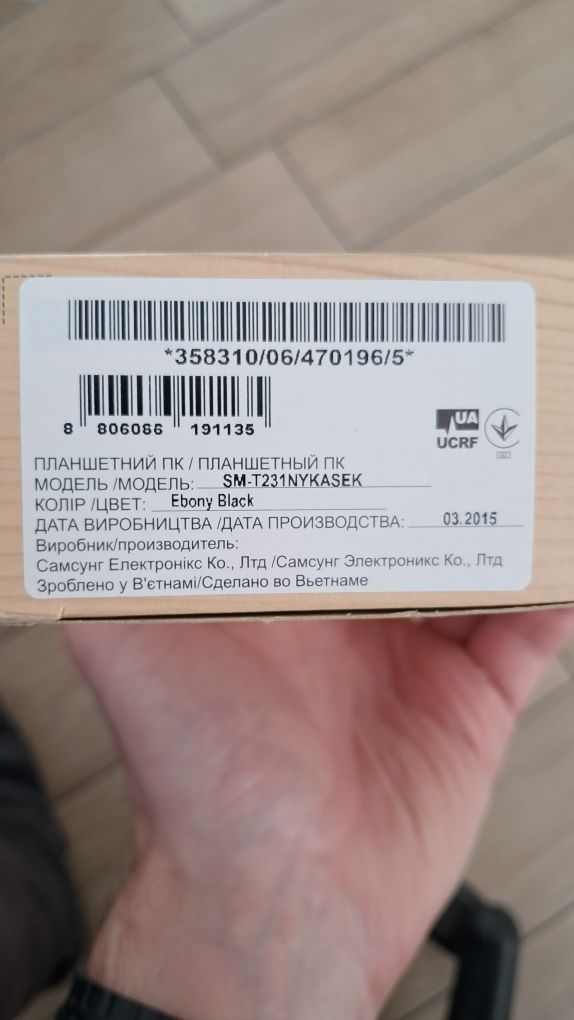 *358310/06/470196/5*
8 806086 191135
UA
UCRF
ПЛАНШЕТНИЙ ПК / ПЛАНШЕТНЫЙ ПК
МОДЕЛЬ /МОДЕЛЬ: SM-T231NYKASEK
КОЛІР /ЦВЕТ: Ebony Black
ДАТА ВИРОБНИЦТВА /ДАТА ПРОИЗВОДСТВА: 03.2015
Виробник/производитель:
Самсунг Електронікс Ко., Лтд /Самсунг Электроникс Ко., Лтд
Зроблено у В'єтнамі/Сделано во Вьетнаме